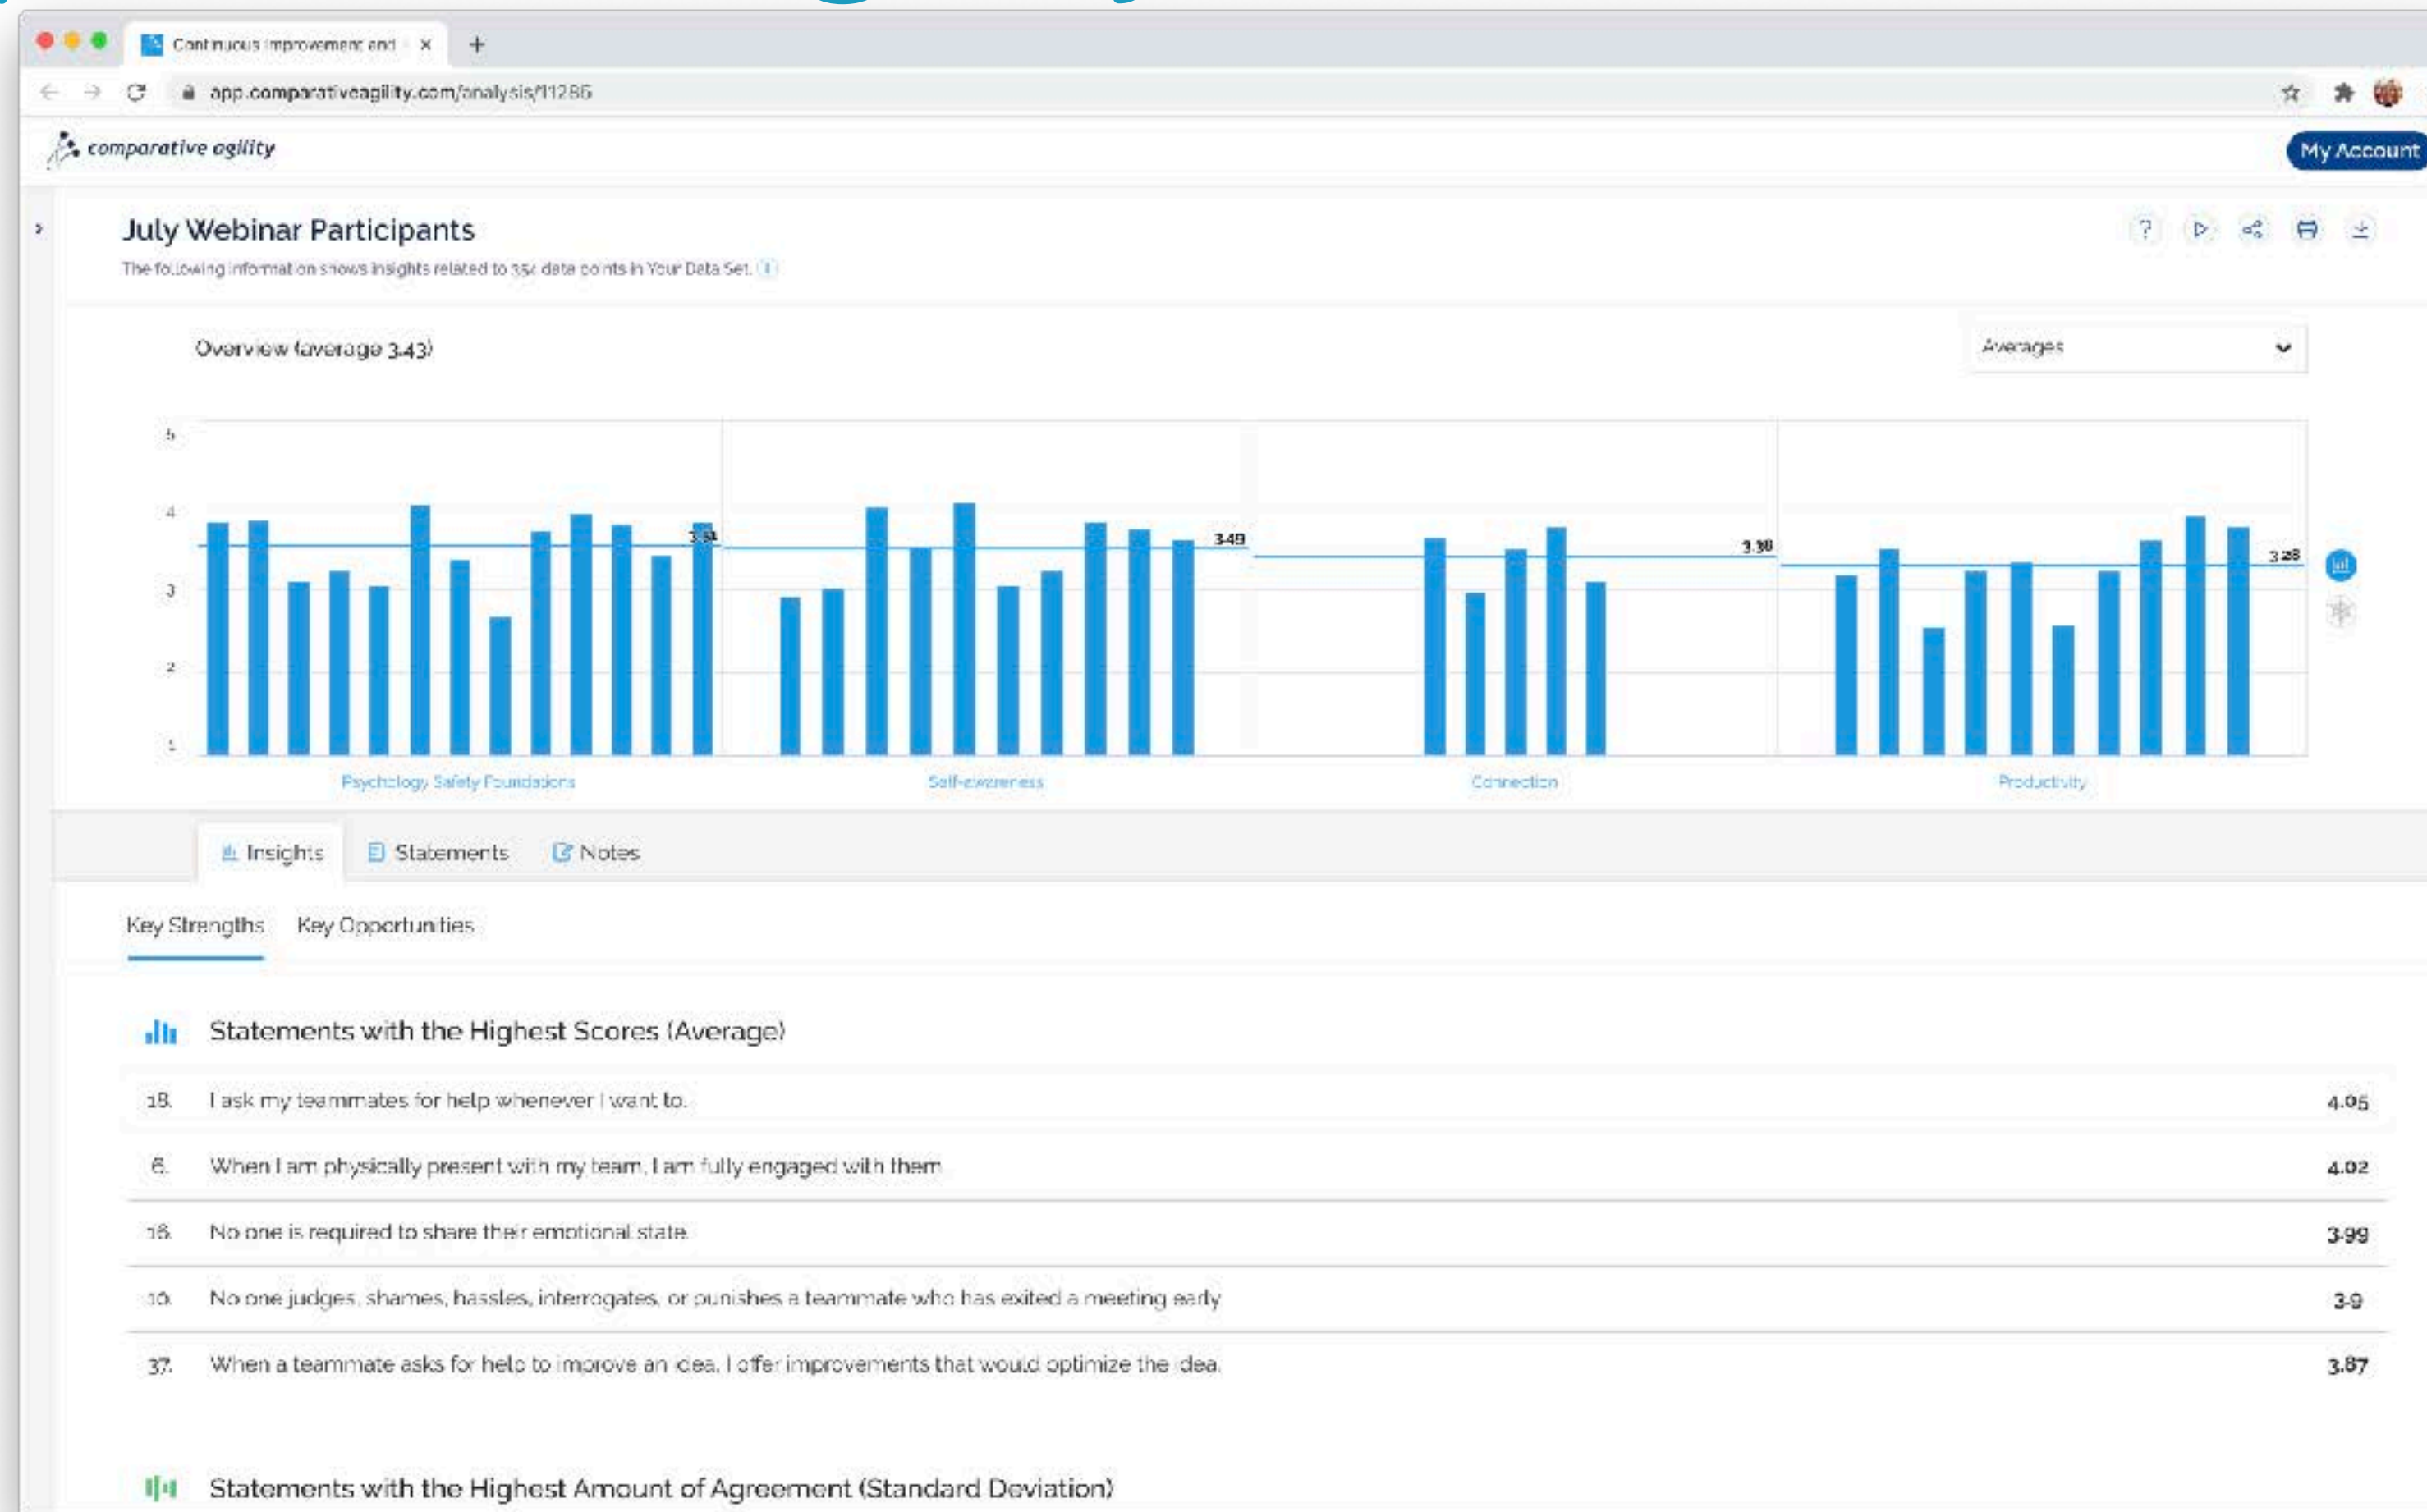 Continuous Improvement and
app.comparativeagility.com/analysis/11286
comparative agility
My Account
July Webinar Participants
The following information shows insights related to 354 data points in Your Data Set.
Overview (average 3.43)
Averages
5
4
3
2
1
3.49
3.38
3.28
Psychology Safety Foundations
Self-awareness
Connection
Productivity
Insights
Statements
Notes
Key Strengths
Key Opportunities
Statements with the Highest Scores (Average)
18. I ask my teammates for help whenever I want to. 4.05
6. When I am physically present with my team, I am fully engaged with them 4.02
16. No one is required to share their emotional state. 3.99
10. No one judges, shames, hassles, interrogates, or punishes a teammate who has exited a meeting early 3.9
37. When a teammate asks for help to improve an idea, I offer improvements that would optimize the idea. 3.87
Statements with the Highest Amount of Agreement (Standard Deviation)